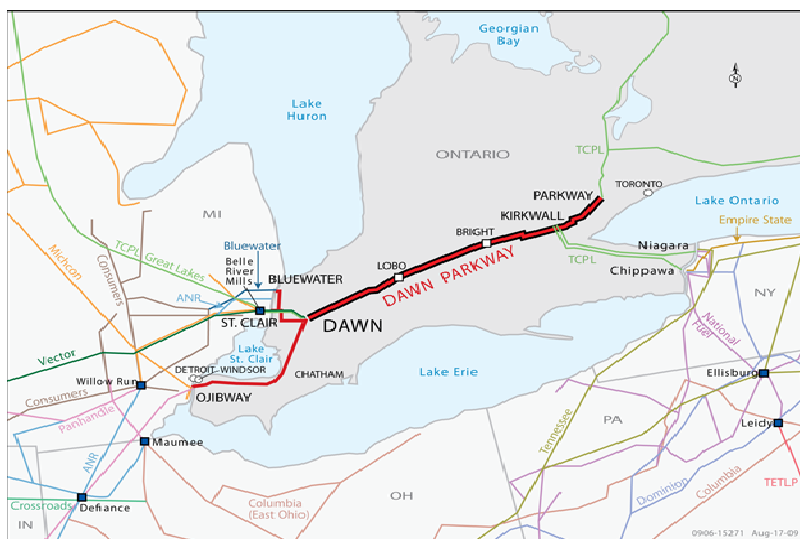 Georgian
Bay
Lake
Huron
ONTARIO
TCPL
PARKWAY
TORONTO
Lake Ontario
KIRKWALL
Empire State
MI
BRIGHT
Bluewater
Niagara
TCPL Great Lakes
Michcon
Consumers
Belle
River
Mills
BLUEWATER
LOBO
DAWN PARKWAY
TCPL
Chippawa
ANR
NY
ST. CLAIR
DAWN
National
Fuel
Vector
Lake
St. Clair
DETROIT-WINDSOR
CHATHAM
Lake Erie
Ellisburg
Willow Run
Consumers
OJIBWAY
Panhandle
Tennessee
PA
Leidy
Maumee
ANR
Dominion
Columbia
TETLP
Crossroads
Defiance
Columbia
(East Ohio)
OH
IN
0906-15271 Aug-17-09
N